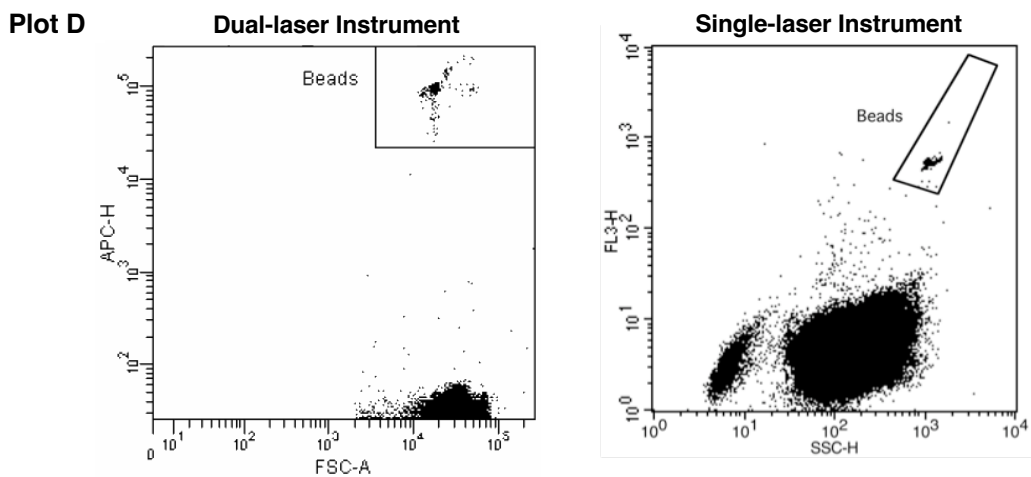 Plot D
Dual-laser Instrument
Beads
APC-H
10^5
10^4
10^3
10^2
0 10^1 10^2 10^3 10^4 10^5
FSC-A
Single-laser Instrument
Beads
FL3-H
10^4
10^3
10^2
10^1
10^0
10^0 10^1 10^2 10^3 10^4
SSC-H